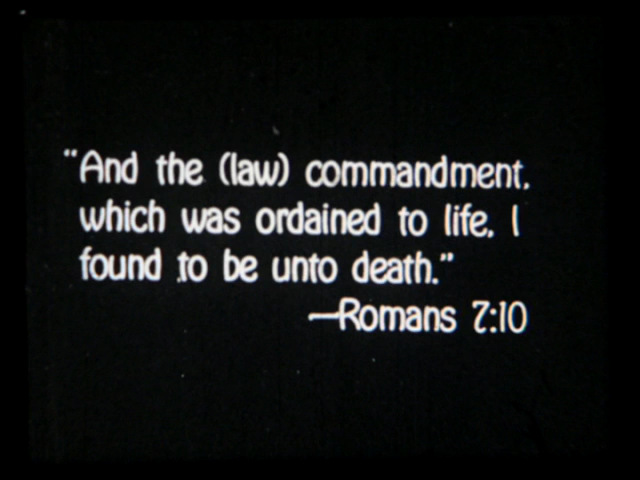 "And the (law) commandment,
which was ordained to life, I
found to be unto death."
—Romans 7:10